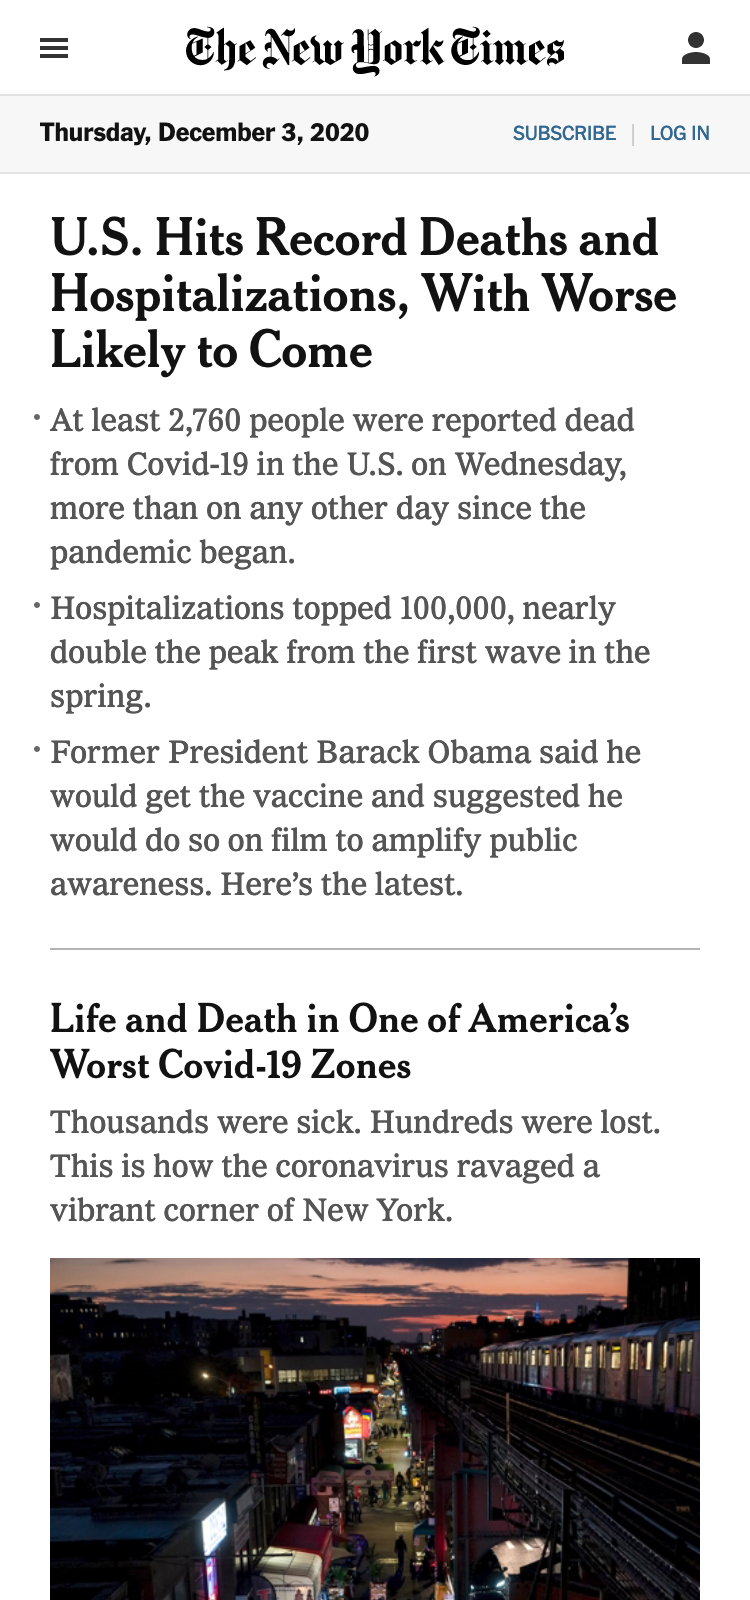 The New York Times
Thursday, December 3, 2020
SUBSCRIBE | LOG IN
U.S. Hits Record Deaths and
Hospitalizations, With Worse
Likely to Come
• At least 2,760 people were reported dead
from Covid-19 in the U.S. on Wednesday,
more than on any other day since the
pandemic began.
• Hospitalizations topped 100,000, nearly
double the peak from the first wave in the
spring.
• Former President Barack Obama said he
would get the vaccine and suggested he
would do so on film to amplify public
awareness. Here’s the latest.
Life and Death in One of America’s
Worst Covid-19 Zones
Thousands were sick. Hundreds were lost.
This is how the coronavirus ravaged a
vibrant corner of New York.